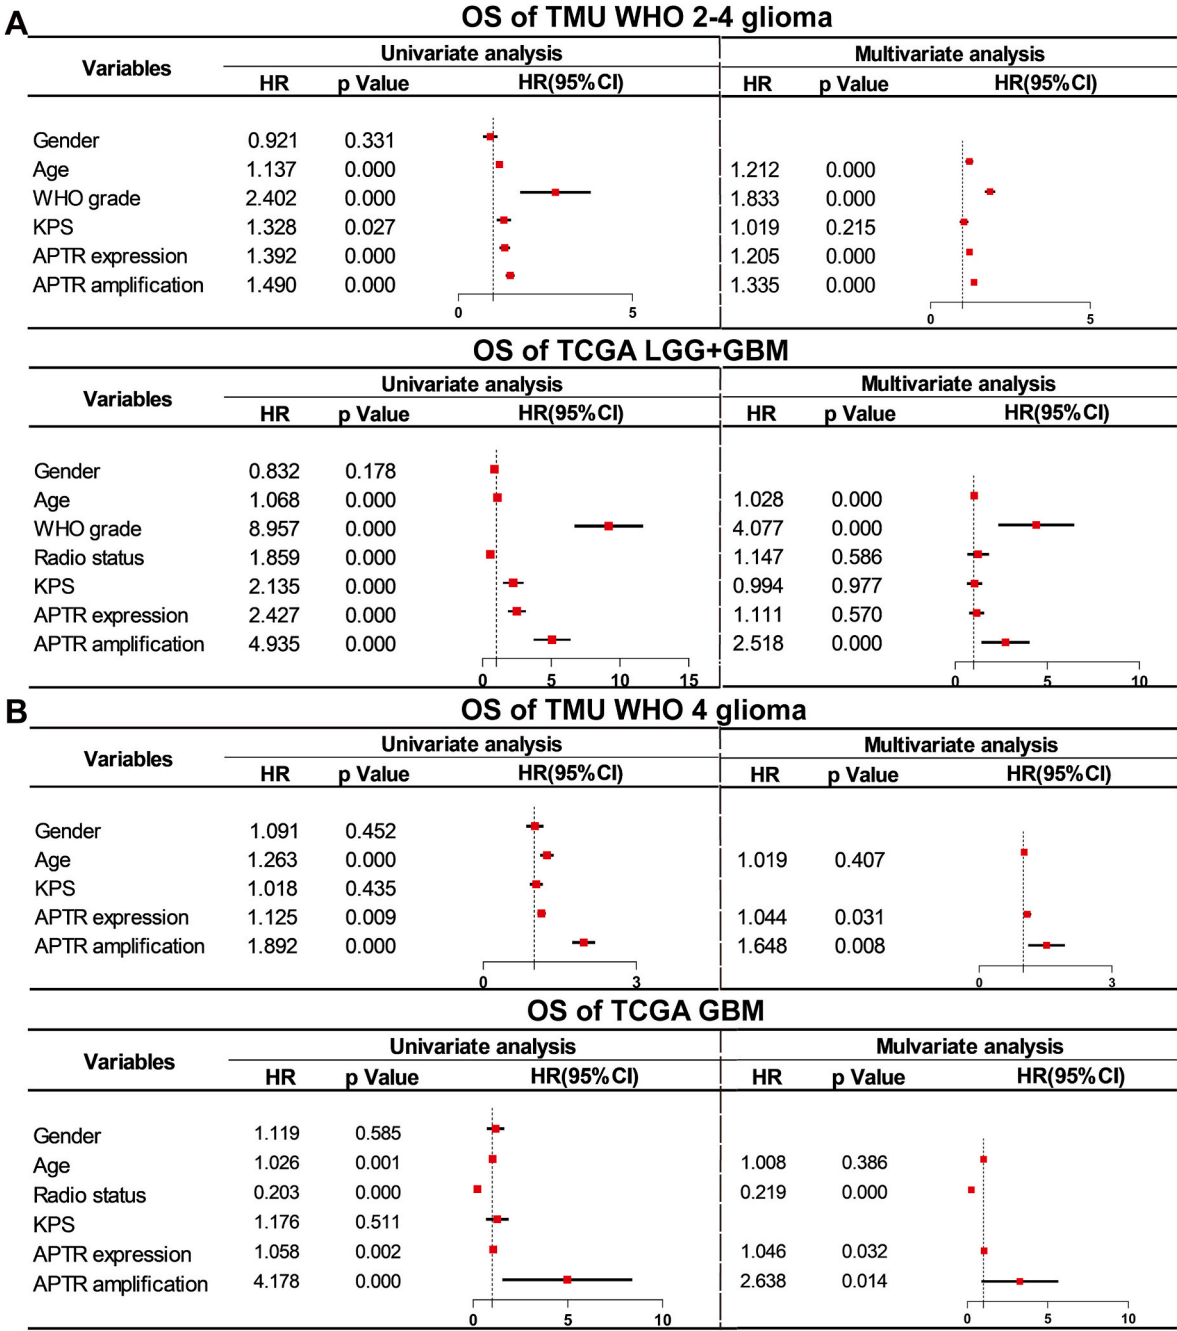 A
OS of TMU WHO 2-4 glioma
Variables Univariate analysis Multivariate analysis
HR p Value HR(95%CI) HR p Value HR(95%CI)
Gender 0.921 0.331
Age 1.137 0.000 1.212 0.000
WHO grade 2.402 0.000 1.833 0.000
KPS 1.328 0.027 1.019 0.215
APTR expression 1.392 0.000 1.205 0.000
APTR amplification 1.490 0.000 1.335 0.000
0 5 0 5
OS of TCGA LGG+GBM
Variables Univariate analysis Multivariate analysis
HR p Value HR(95%CI) HR p Value HR(95%CI)
Gender 0.832 0.178
Age 1.068 0.000 1.028 0.000
WHO grade 8.957 0.000 4.077 0.000
Radio status 1.859 0.000 1.147 0.586
KPS 2.135 0.000 0.994 0.977
APTR expression 2.427 0.000 1.111 0.570
APTR amplification 4.935 0.000 2.518 0.000
0 5 10 15 0 5 10
B
OS of TMU WHO 4 glioma
Variables Univariate analysis Multivariate analysis
HR p Value HR(95%CI) HR p Value HR(95%CI)
Gender 1.091 0.452
Age 1.263 0.000 1.019 0.407
KPS 1.018 0.435
APTR expression 1.125 0.009 1.044 0.031
APTR amplification 1.892 0.000 1.648 0.008
0 3 0 3
OS of TCGA GBM
Variables Univariate analysis Mulvariate analysis
HR p Value HR(95%CI) HR p Value HR(95%CI)
Gender 1.119 0.585
Age 1.026 0.001 1.008 0.386
Radio status 0.203 0.000 0.219 0.000
KPS 1.176 0.511
APTR expression 1.058 0.002 1.046 0.032
APTR amplification 4.178 0.000 2.638 0.014
0 5 10 0 5 10